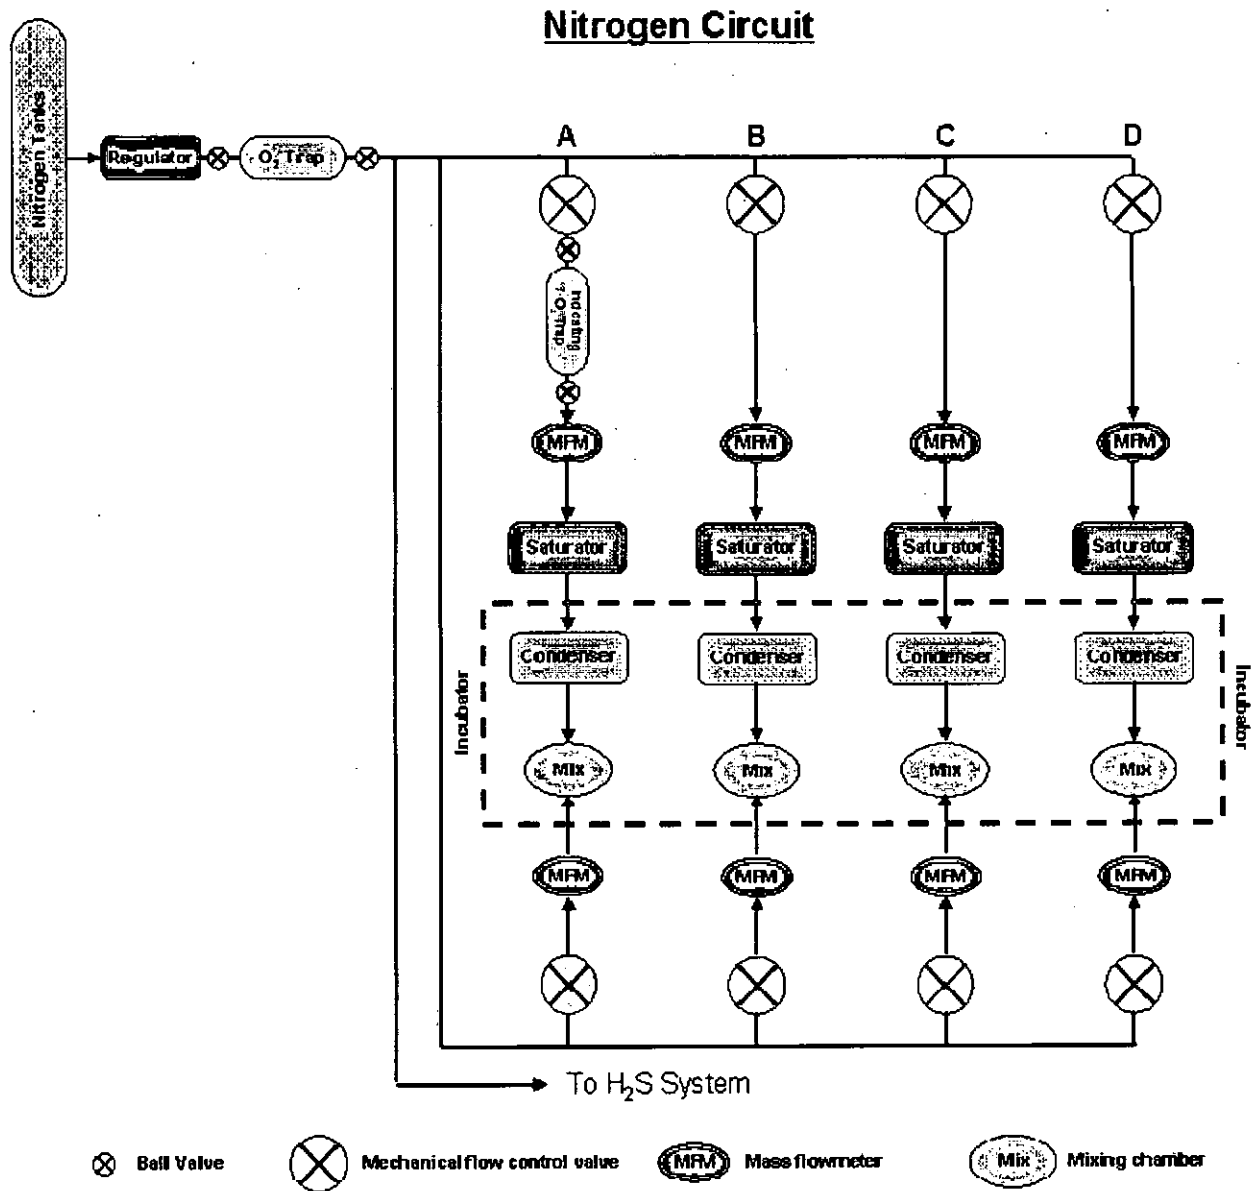 Nitrogen Circuit
Nitrogen Tanks
Regulator
O₂ Trap
A
B
C
D
Indicating
O₂ Trap
MFM
MFM
MFM
MFM
Saturator
Saturator
Saturator
Saturator
Incubator
Condenser
Condenser
Condenser
Condenser
Incubator
Mix
Mix
Mix
Mix
MFM
MFM
MFM
MFM
To H₂S System
Ball Valve
Mechanical flow control valve
MFM
Mass flowmeter
Mix
Mixing chamber